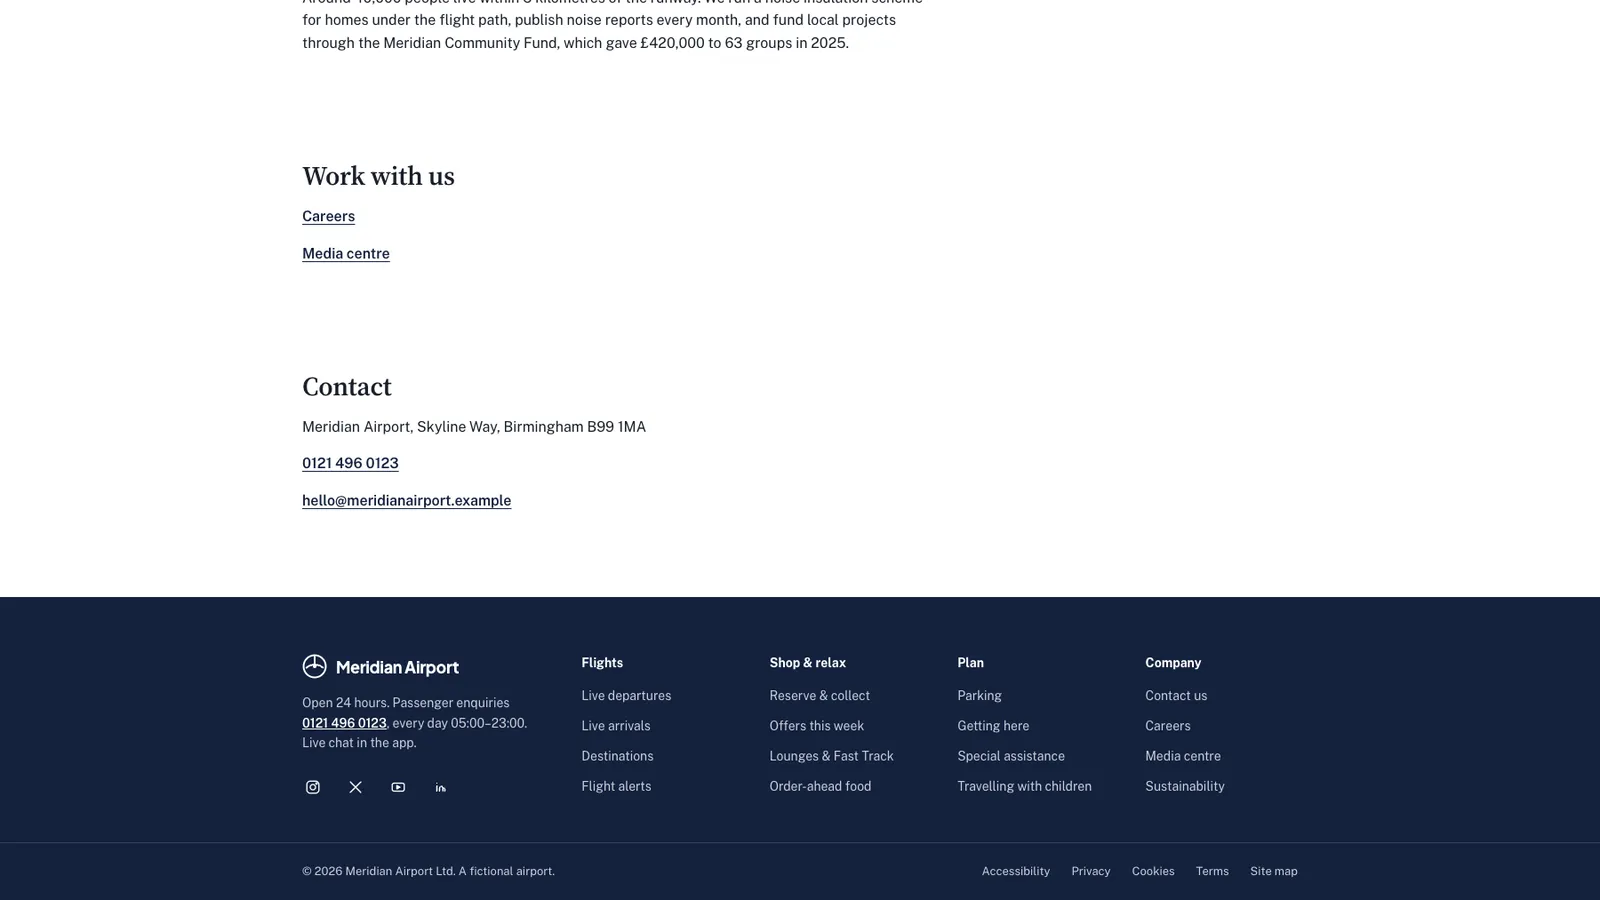 for homes under the flight path, publish noise reports every month, and fund local projects
through the Meridian Community Fund, which gave £420,000 to 63 groups in 2025.
Work with us
Careers
Media centre
Contact
Meridian Airport, Skyline Way, Birmingham B99 1MA
0121 496 0123
hello@meridianairport.example
Meridian Airport
Open 24 hours. Passenger enquiries
0121 496 0123, every day 05:00–23:00.
Live chat in the app.
Flights
Live departures
Live arrivals
Destinations
Flight alerts
Shop & relax
Reserve & collect
Offers this week
Lounges & Fast Track
Order-ahead food
Plan
Parking
Getting here
Special assistance
Travelling with children
Company
Contact us
Careers
Media centre
Sustainability
© 2026 Meridian Airport Ltd. A fictional airport.
Accessibility Privacy Cookies Terms Site map